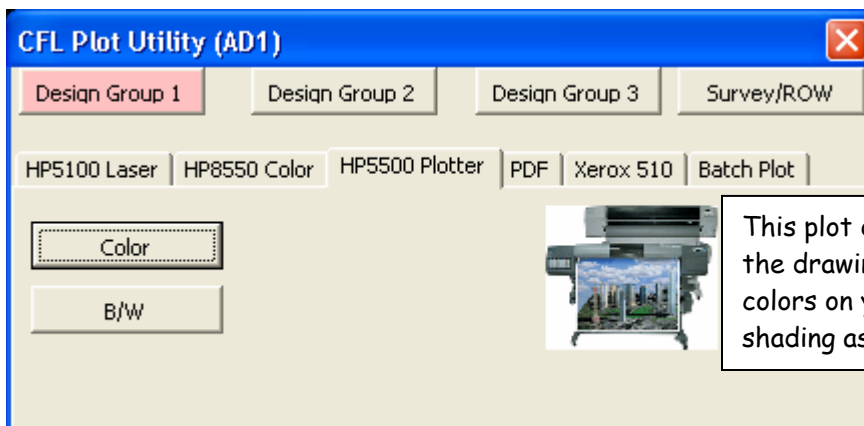 CFL Plot Utility (AD1)
Design Group 1 Design Group 2 Design Group 3 Survey/ROW
HP5100 Laser HP8550 Color HP5500 Plotter PDF Xerox 510 Batch Plot
Color
B/W
This plot
the
colors on
shading as